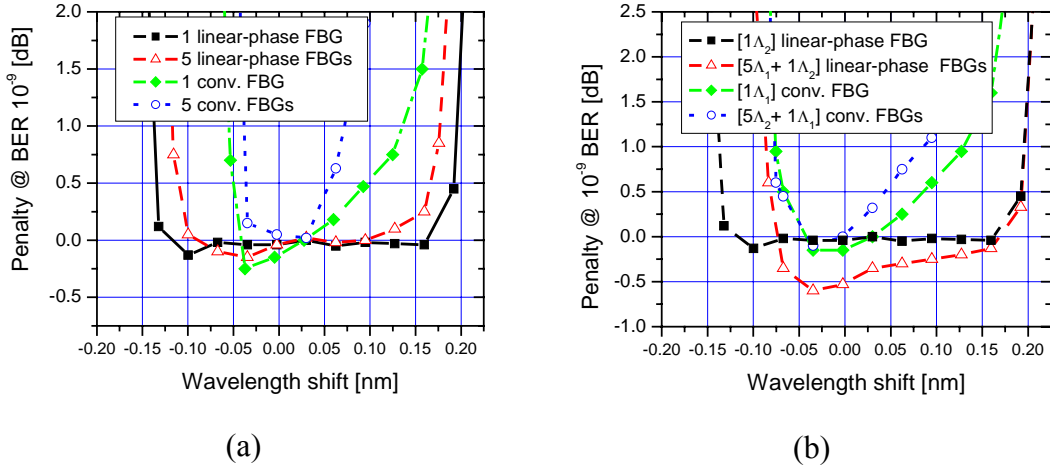 2.0
1.5
1.0
0.5
0.0
-0.5
Penalty @ BER 10⁻⁹ [dB]
1 linear-phase FBG
5 linear-phase FBGs
1 conv. FBG
5 conv. FBGs
-0.20 -0.15 -0.10 -0.05 0.00 0.05 0.10 0.15 0.20
Wavelength shift [nm]
(a)
2.5
2.0
1.5
1.0
0.5
0.0
-0.5
-1.0
Penalty @ 10⁻⁹ BER [dB]
[1Λ₂] linear-phase FBG
[5Λ₁+ 1Λ₂] linear-phase FBGs
[1Λ₁] conv. FBG
[5Λ₂+ 1Λ₁] conv. FBGs
-0.20 -0.15 -0.10 -0.05 0.00 0.05 0.10 0.15 0.20
Wavelength shift [nm]
(b)